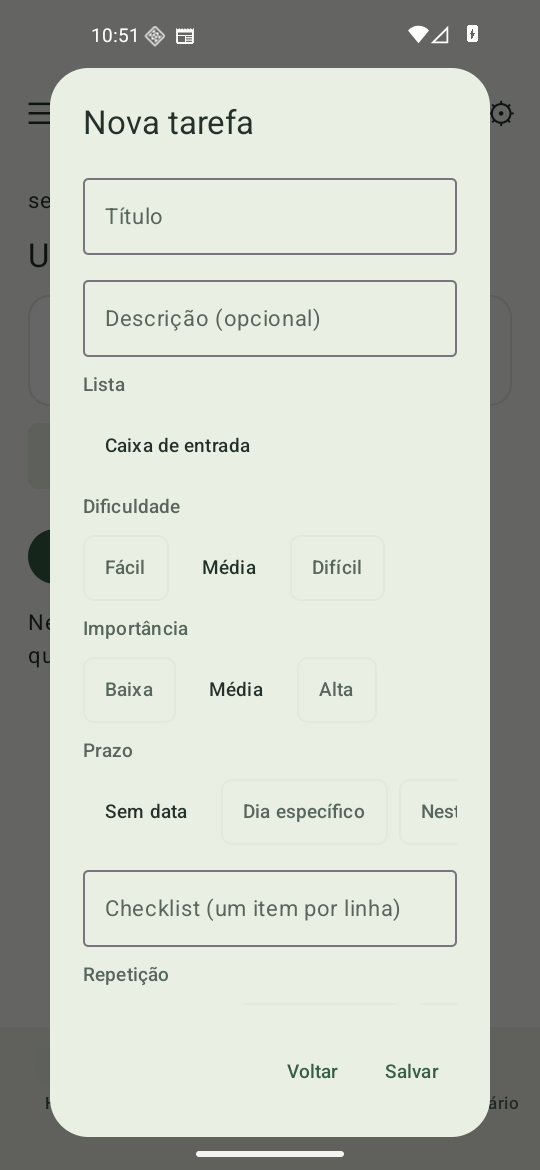 10:51
Nova tarefa
Título
Descrição (opcional)
Lista
Caixa de entrada
Dificuldade
Fácil Média Difícil
Importância
Baixa Média Alta
Prazo
Sem data Dia específico
Checklist (um item por linha)
Repetição
Voltar Salvar